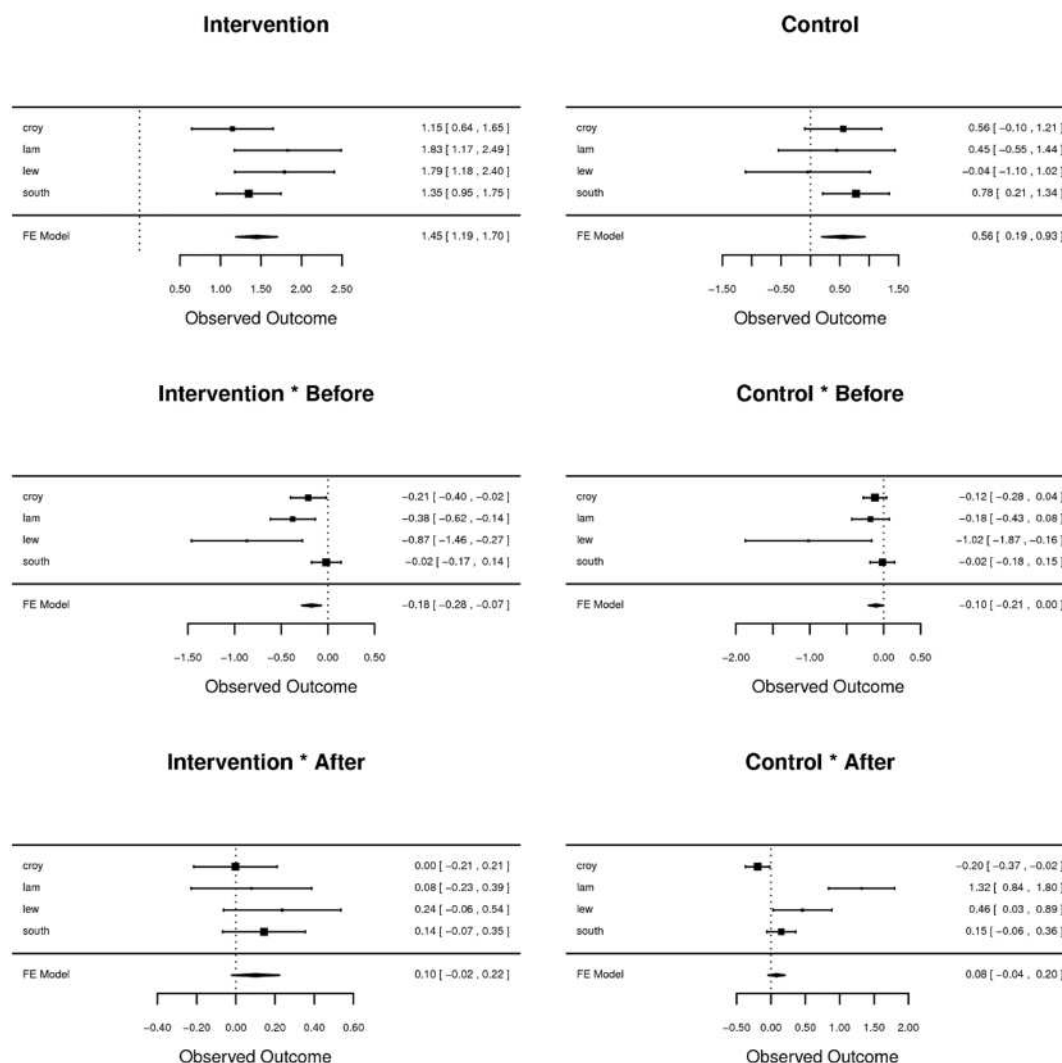 Intervention
croy 1.15 [ 0.64 , 1.65 ]
lam 1.83 [ 1.17 , 2.49 ]
lew 1.79 [ 1.18 , 2.40 ]
south 1.35 [ 0.95 , 1.75 ]
FE Model 1.45 [ 1.19 , 1.70 ]
0.50 1.00 1.50 2.00 2.50
Observed Outcome
Control
croy 0.56 [ −0.10 , 1.21 ]
lam 0.45 [ −0.55 , 1.44 ]
lew −0.04 [ −1.10 , 1.02 ]
south 0.78 [ 0.21 , 1.34 ]
FE Model 0.56 [ 0.19 , 0.93 ]
−1.50 −0.50 0.50 1.50
Observed Outcome
Intervention * Before
croy −0.21 [ −0.40 , −0.02 ]
lam −0.38 [ −0.62 , −0.14 ]
lew −0.87 [ −1.46 , −0.27 ]
south −0.02 [ −0.17 , 0.14 ]
FE Model −0.18 [ −0.28 , −0.07 ]
−1.50 −1.00 −0.50 0.00 0.50
Observed Outcome
Control * Before
croy −0.12 [ −0.28 , 0.04 ]
lam −0.18 [ −0.43 , 0.08 ]
lew −1.02 [ −1.87 , −0.16 ]
south −0.02 [ −0.18 , 0.15 ]
FE Model −0.10 [ −0.21 , 0.00 ]
−2.00 −1.00 0.00 0.50
Observed Outcome
Intervention * After
croy 0.00 [ −0.21 , 0.21 ]
lam 0.08 [ −0.23 , 0.39 ]
lew 0.24 [ −0.06 , 0.54 ]
south 0.14 [ −0.07 , 0.35 ]
FE Model 0.10 [ −0.02 , 0.22 ]
−0.40 −0.20 0.00 0.20 0.40 0.60
Observed Outcome
Control * After
croy −0.20 [ −0.37 , −0.02 ]
lam 1.32 [ 0.84 , 1.80 ]
lew 0.46 [ 0.03 , 0.89 ]
south 0.15 [ −0.06 , 0.36 ]
FE Model 0.08 [ −0.04 , 0.20 ]
−0.50 0.00 0.50 1.00 2.00
Observed Outcome